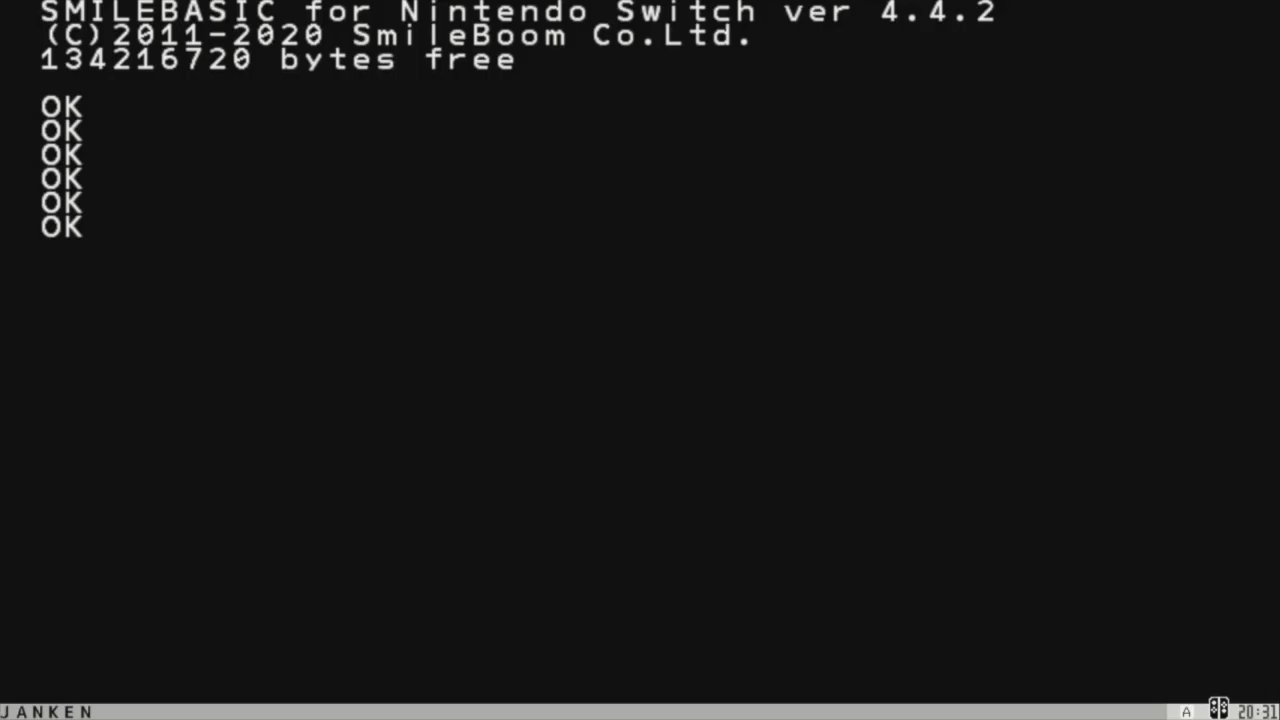 SMILEBASIC for Nintendo Switch ver 4.4.2
(C)2011-2020 SmileBoom Co.Ltd.
134216720 bytes free
OK
OK
OK
OK
OK
OK
JANKEN
A
20:31